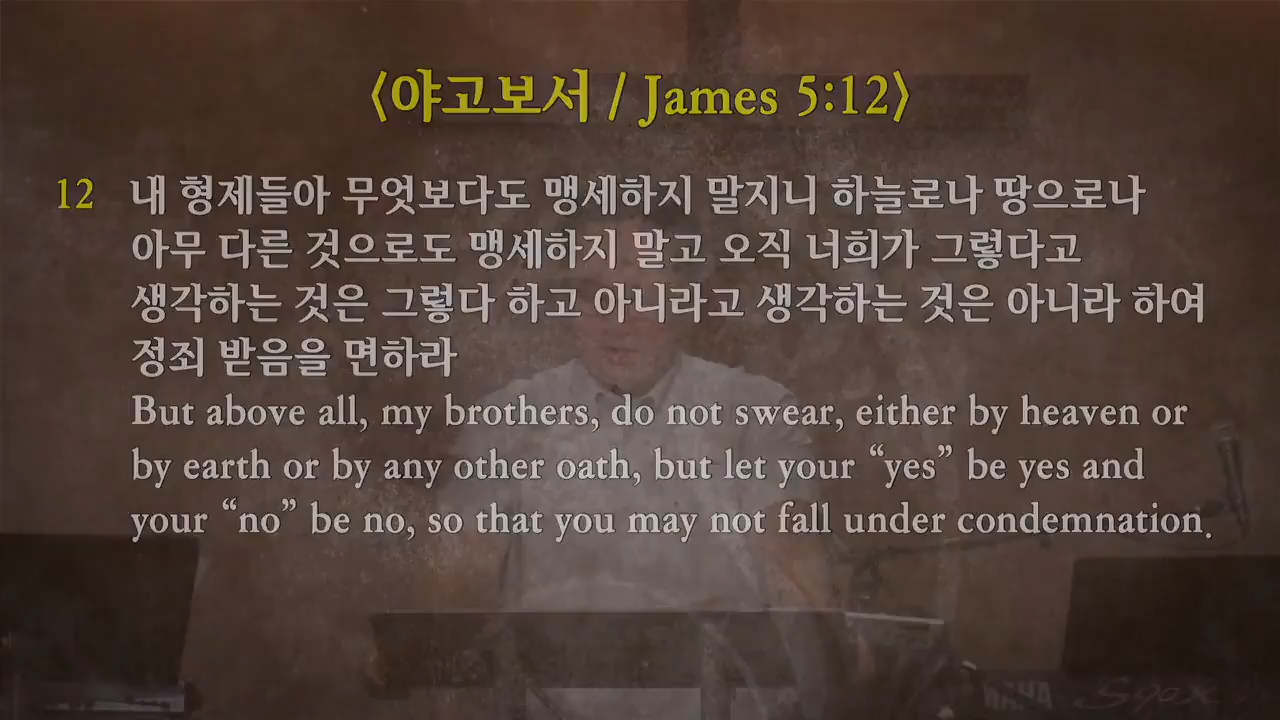 〈야고보서 / James 5:12〉
12 내 형제들아 무엇보다도 맹세하지 말지니 하늘로나 땅으로나
아무 다른 것으로도 맹세하지 말고 오직 너희가 그렇다고
생각하는 것은 그렇다 하고 아니라고 생각하는 것은 아니라 하여
정죄 받음을 면하라
But above all, my brothers, do not swear, either by heaven or
by earth or by any other oath, but let your “yes” be yes and
your “no” be no, so that you may not fall under condemnation.